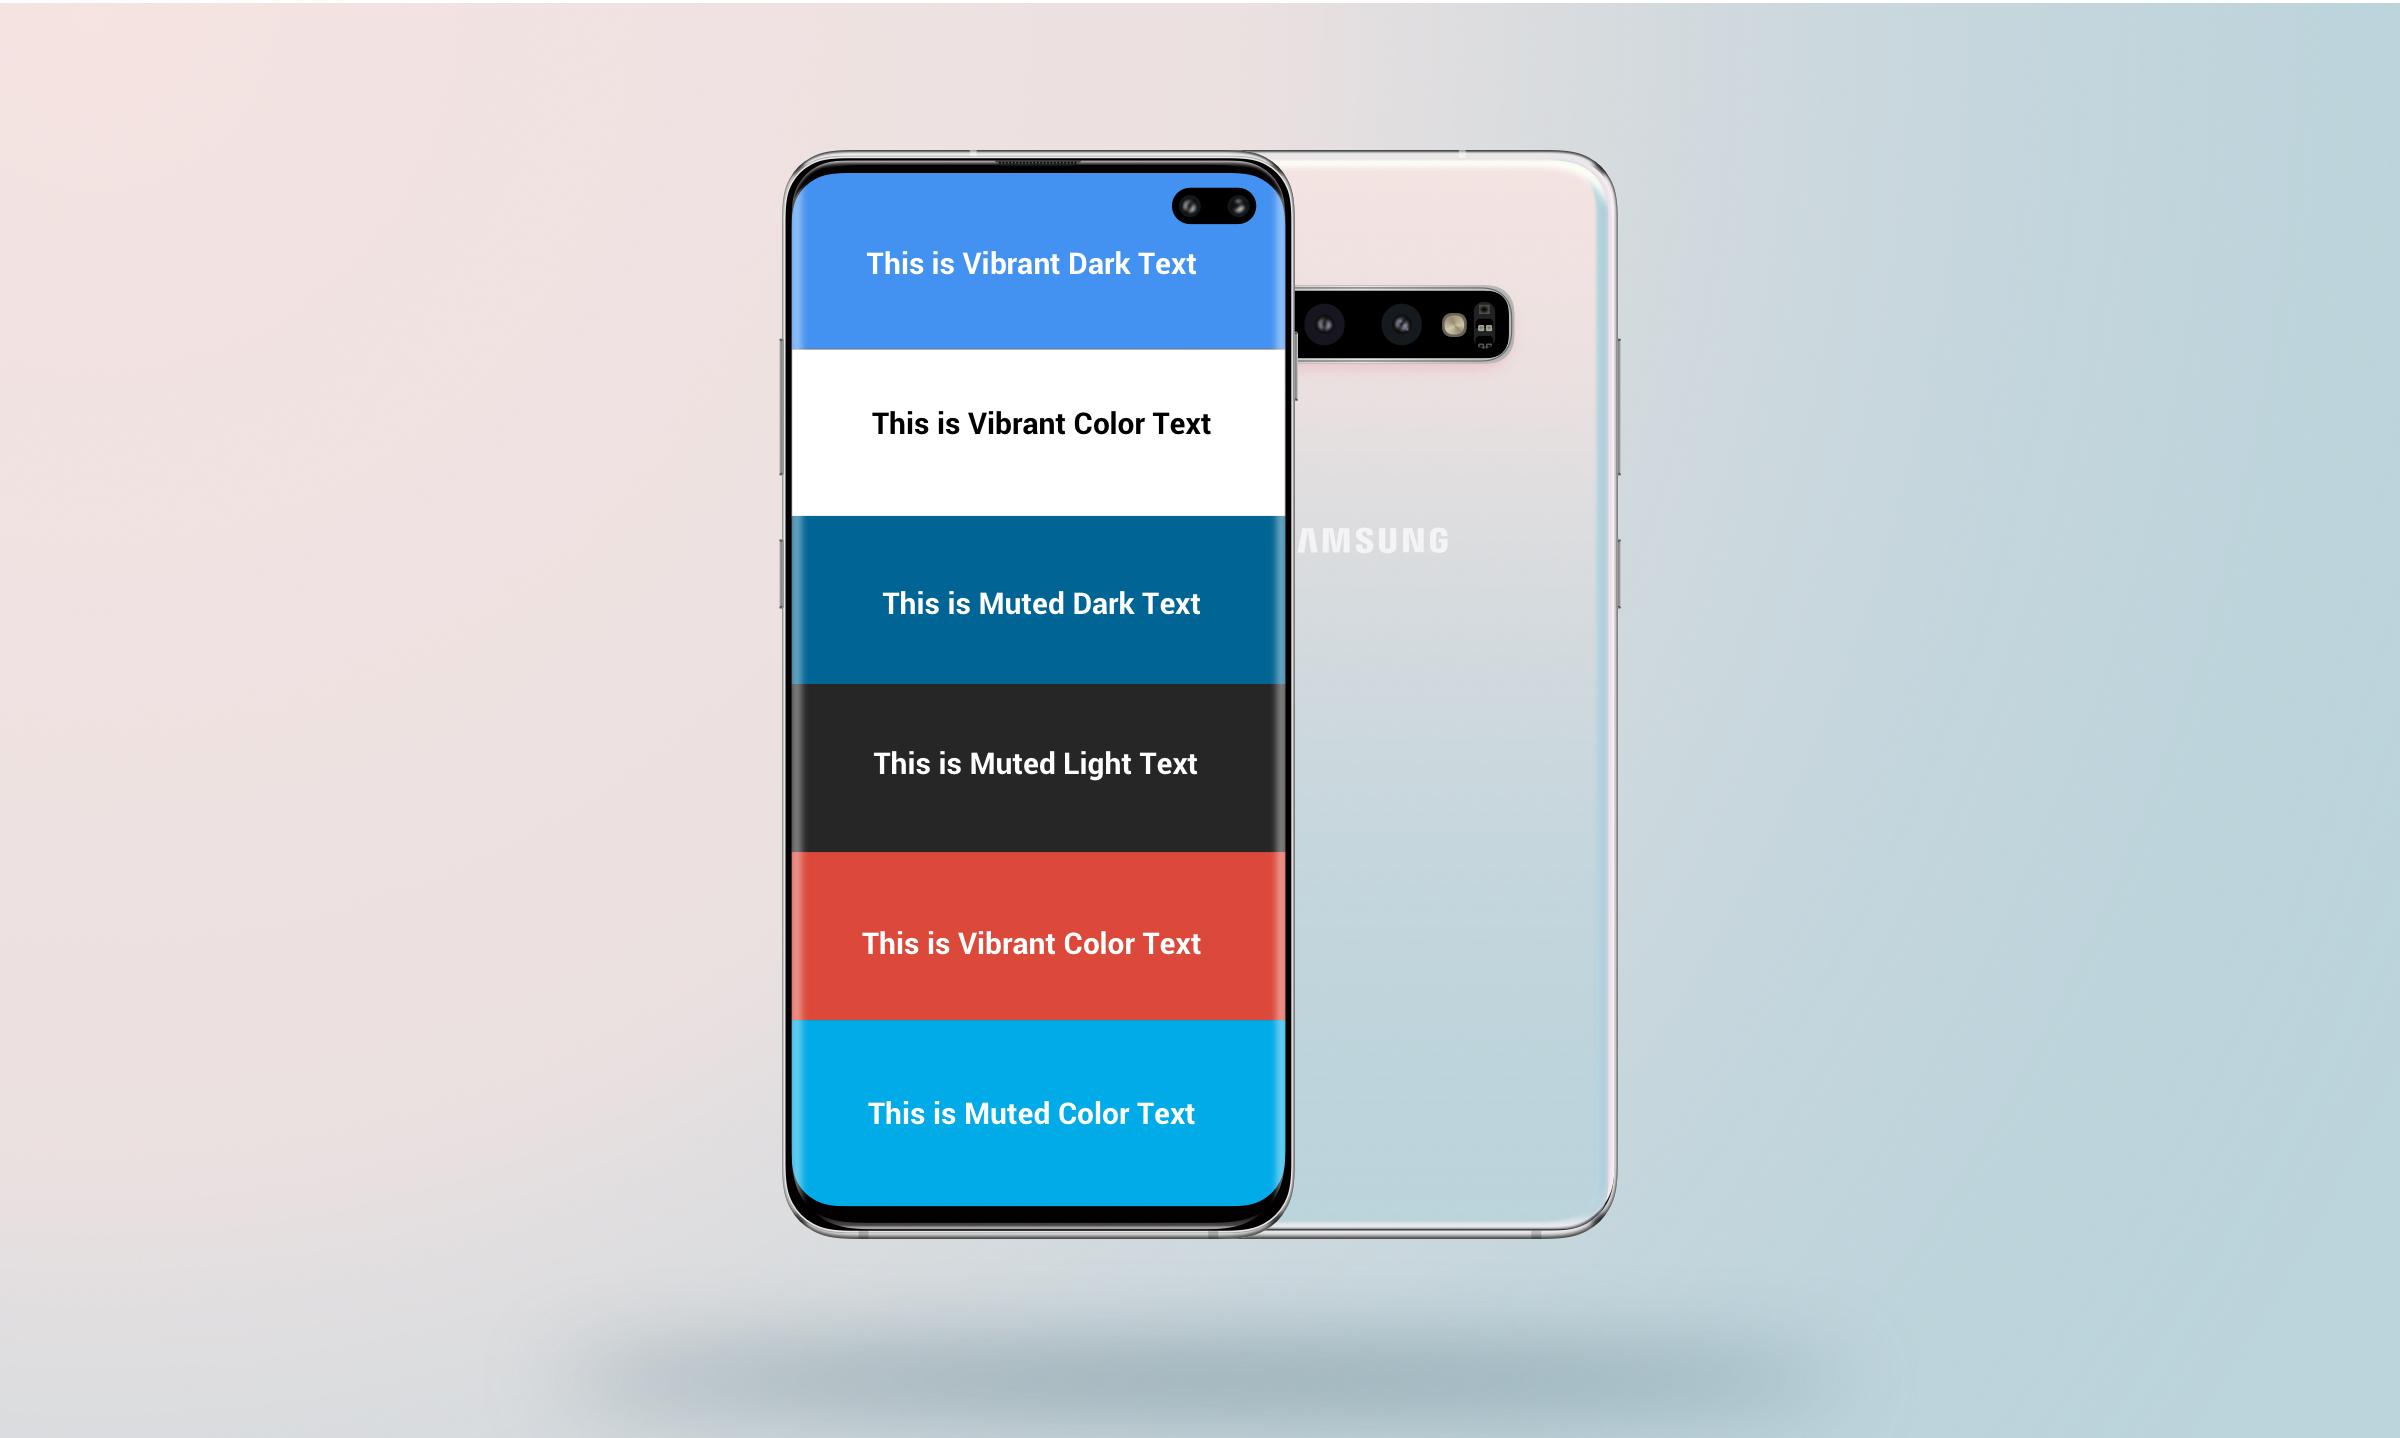 This is Vibrant Dark Text
This is Vibrant Color Text
This is Muted Dark Text
This is Muted Light Text
This is Vibrant Color Text
This is Muted Color Text
AMSUNG